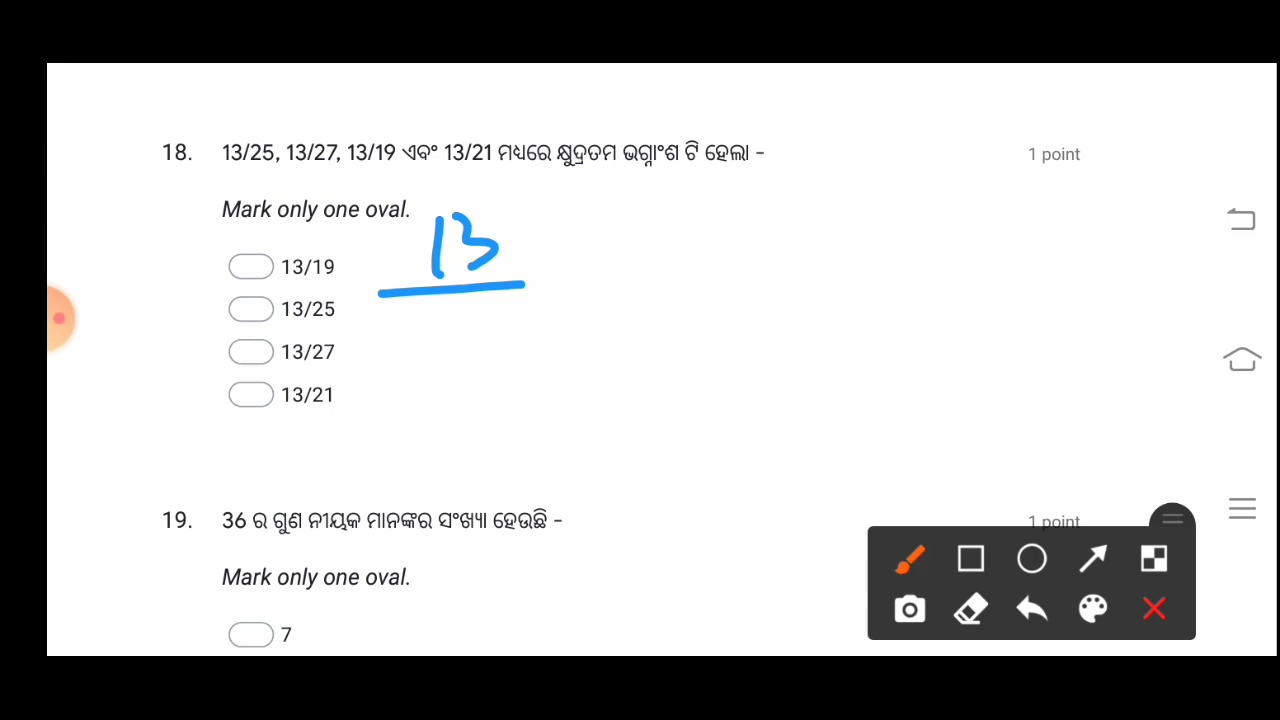 18. 13/25, 13/27, 13/19 ଏବଂ 13/21 ମଧ୍ୟରେ କ୍ଷୁଦ୍ରତମ ଭଗ୍ନାଂଶ ଟି ହେଲା - 1 point
Mark only one oval.
13
13/19
13/25
13/27
13/21
19. 36 ର ଗୁଣ ନୀୟକ ମାନଙ୍କର ସଂଖ୍ୟା ହେଉଛି - 1 point
Mark only one oval.
7